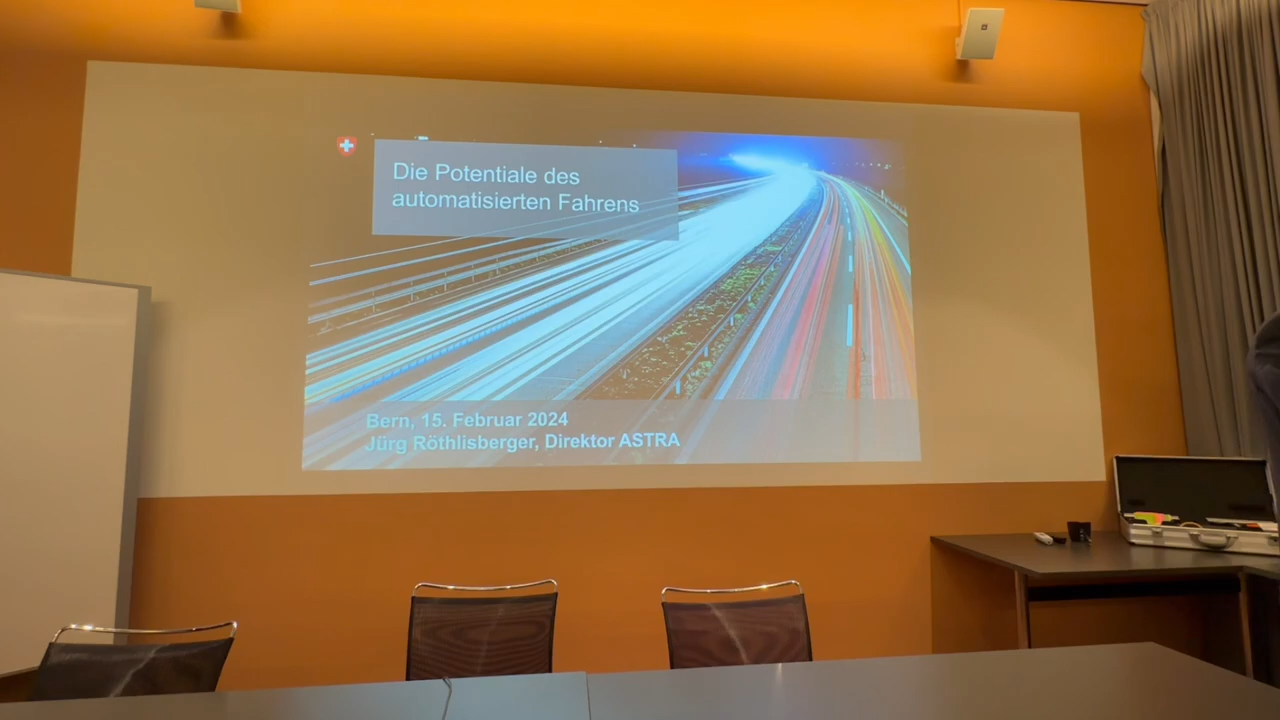 Die Potentiale des
automatisierten Fahrens
Bern, 15. Februar 2024
Jürg Röthlisberger, Direktor ASTRA